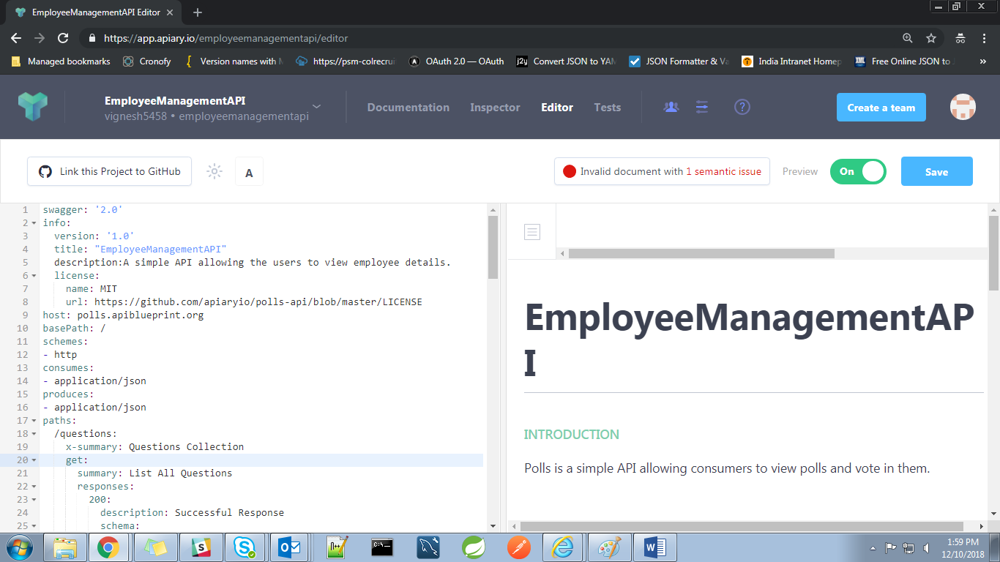 EmployeeManagementAPI Editor
https://app.apiary.io/employeemanagementapi/editor
Managed bookmarks
Cronofy
Version names with
https://psm-colrecrui
OAuth 2.0 — OAuth
j2y
Convert JSON to YAM
JSON Formatter & Va
India Intranet Homep
Free Online JSON to
»
EmployeeManagementAPI
vignesh5458 • employeemanagementapi
Documentation
Inspector
Editor
Tests
?
Create a team
Link this Project to GitHub
A
Invalid document with 1 semantic issue
Preview
On
Save
1 swagger: '2.0'
2 info:
3 version: '1.0'
4 title: "EmployeeManagementAPI"
5 description:A simple API allowing the users to view employee details.
6 license:
7 name: MIT
8 url: https://github.com/apiaryio/polls-api/blob/master/LICENSE
9 host: polls.apiblueprint.org
10 basePath: /
11 schemes:
12 - http
13 consumes:
14 - application/json
15 produces:
16 - application/json
17 paths:
18 /questions:
19 x-summary: Questions Collection
20 get:
21 summary: List All Questions
22 responses:
23 200:
24 description: Successful Response
25 schema:
EmployeeManagementAP
I
INTRODUCTION
Polls is a simple API allowing consumers to view polls and vote in them.
1:59 PM
12/10/2018